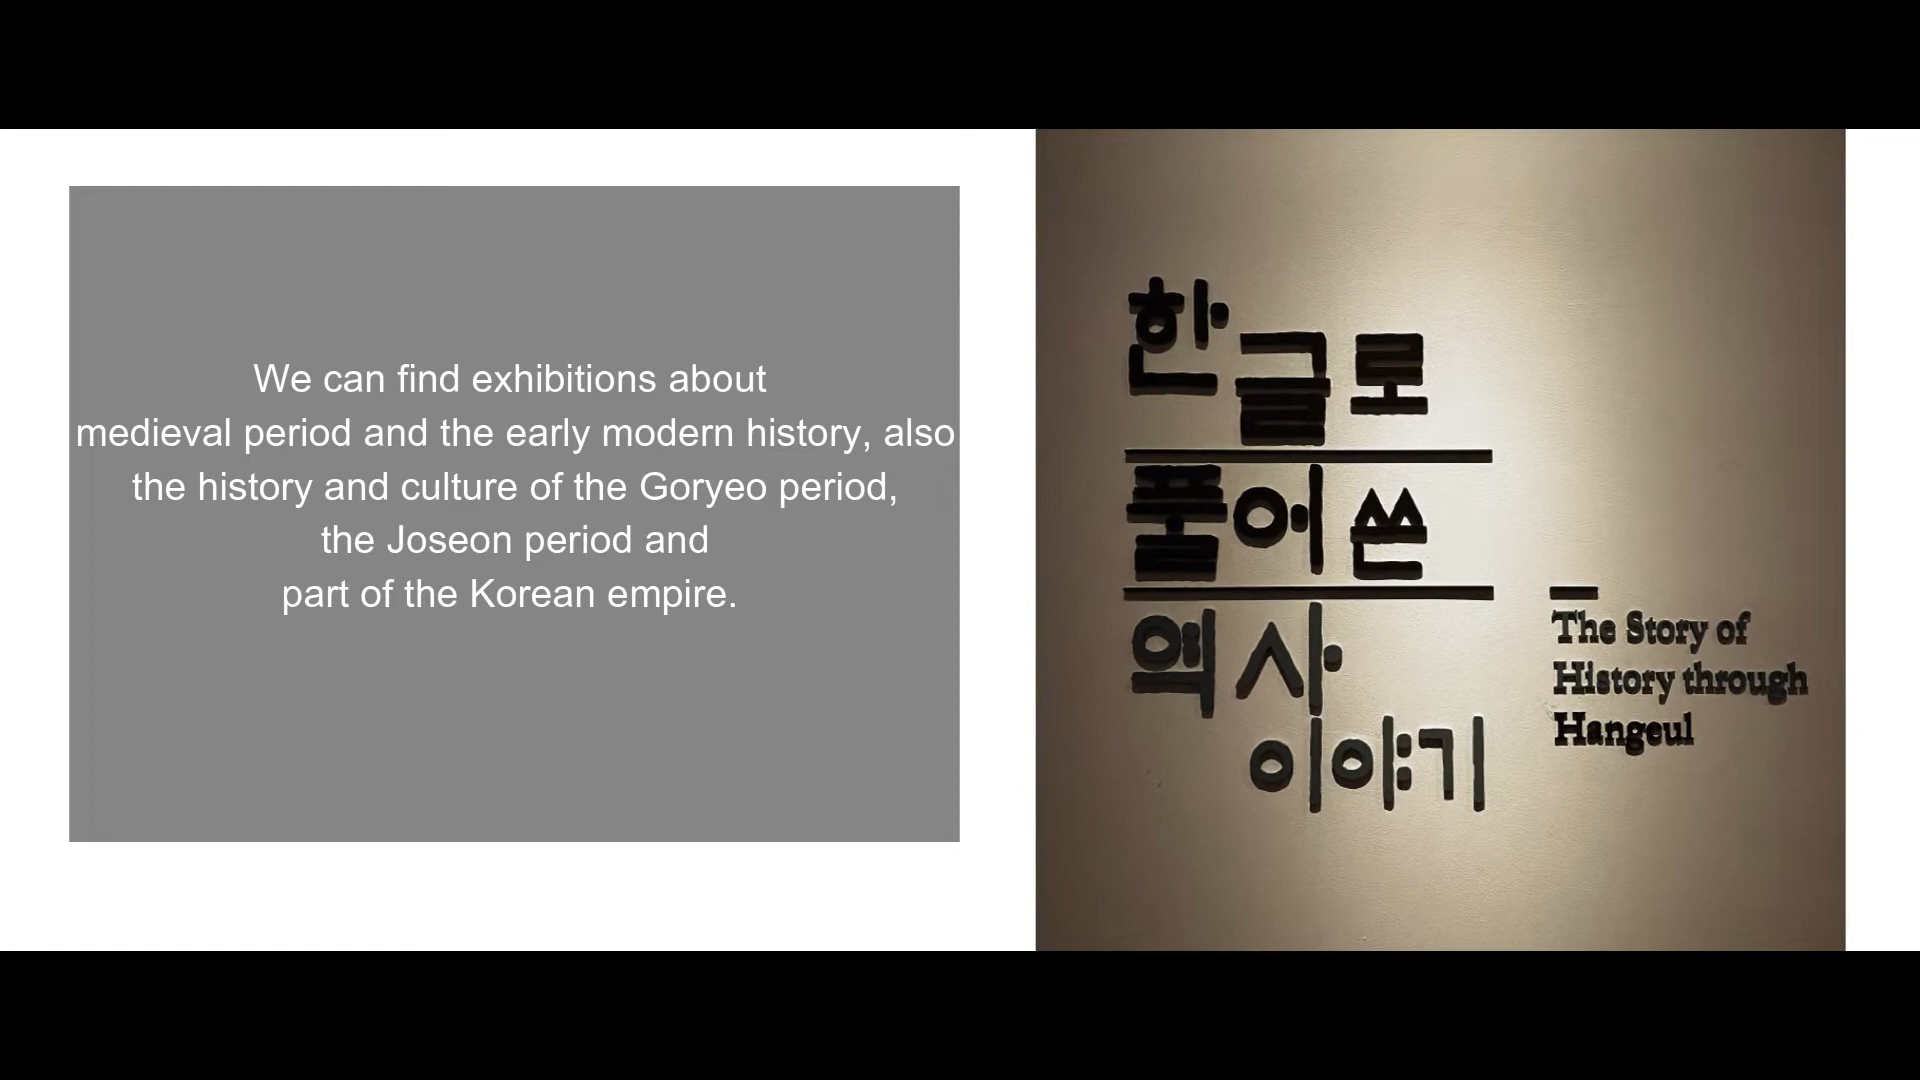 We can find exhibitions about
medieval period and the early modern history, also
the history and culture of the Goryeo period,
the Joseon period and
part of the Korean empire.
한글로
풀어 쓴
역사
이야기
The Story of
History through
Hangeul